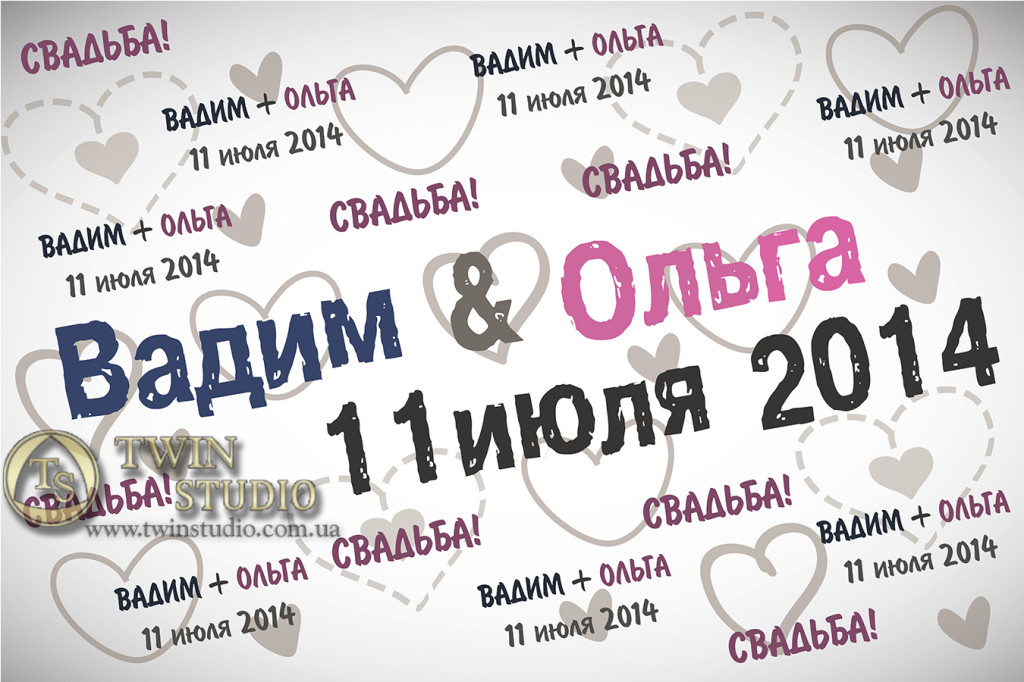 СВАДЬБА!
ВАДИМ + ОЛЬГА
11 июля 2014
ВАДИМ + ОЛЬГА
11 июля 2014
ВАДИМ + ОЛЬГА
11 июля 2014
СВАДЬБА!
СВАДЬБА!
ВАДИМ + ОЛЬГА
11 июля 2014
Вадим & Ольга
11 июля 2014
TS
TWIN
STUDIO
www.twinstudio.com.ua
СВАДЬБА!
СВАДЬБА!
СВАДЬБА!
ВАДИМ + ОЛЬГА
11 июля 2014
ВАДИМ + ОЛЬГА
11 июля 2014
ВАДИМ + ОЛЬГА
11 июля 2014
СВАДЬБА!